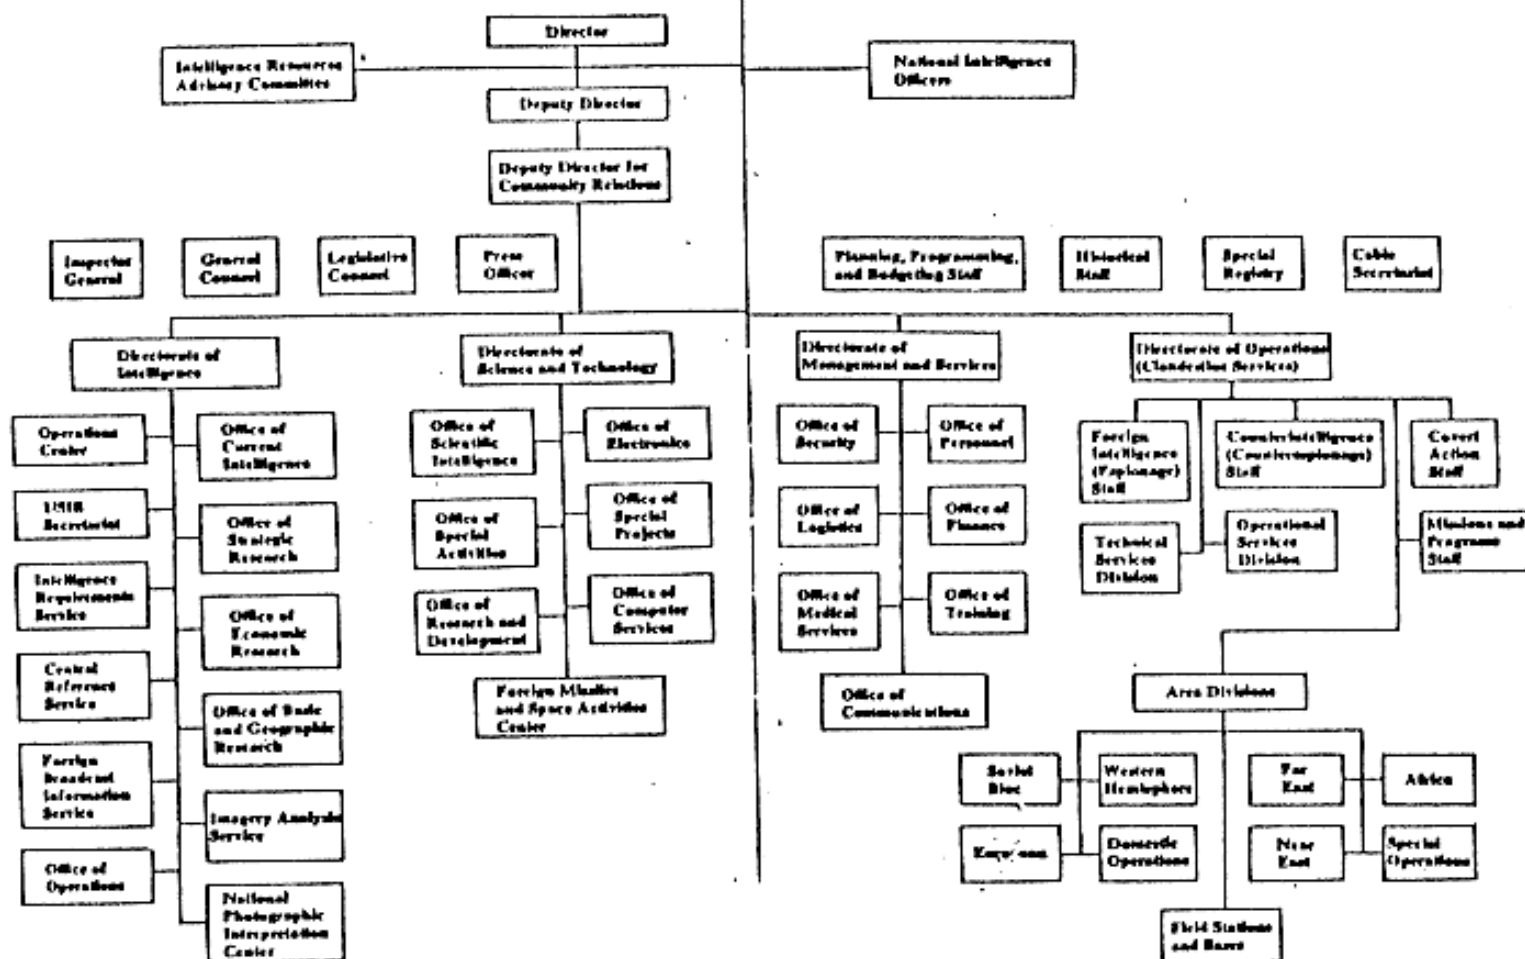 Director
Intelligence Resources
Advisory Committee
National Intelligence
Officers
Deputy Director
Deputy Director for
Community Relations
Inspector
General
General
Counsel
Legislative
Counsel
Press
Officer
Planning, Programming,
and Budgeting Staff
Historical
Staff
Special
Registry
Cable
Secretariat
Directorate of
Intelligence
Directorate of
Science and Technology
Directorate of
Management and Services
Directorate of Operations
(Clandestine Services)
Operations
Center
Office of
Current
Intelligence
USIB
Secretariat
Office of
Strategic
Research
Intelligence
Requirements
Service
Office of
Economic
Research
Central
Reference
Service
Office of Basic
and Geographic
Research
Foreign
Broadcast
Information
Service
Imagery Analysis
Service
Office of
Operations
National
Photographic
Interpretation
Center
Office of
Scientific
Intelligence
Office of
Electronics
Office of
Special
Activities
Office of
Special
Projects
Office of
Research and
Development
Office of
Computer
Services
Foreign Missiles
and Space Activities
Center
Office of
Security
Office of
Personnel
Office of
Logistics
Office of
Finance
Office of
Medical
Services
Office of
Training
Office of
Communications
Foreign
Intelligence
(Espionage)
Staff
Counterintelligence
(Counterespionage)
Staff
Covert
Action
Staff
Technical
Services
Division
Operational
Services
Division
Missions and
Programs
Staff
Area Divisions
Soviet
Bloc
Western
Hemisphere
Far
East
Africa
European
Domestic
Operations
Near
East
Special
Operations
Field Stations
and Bases